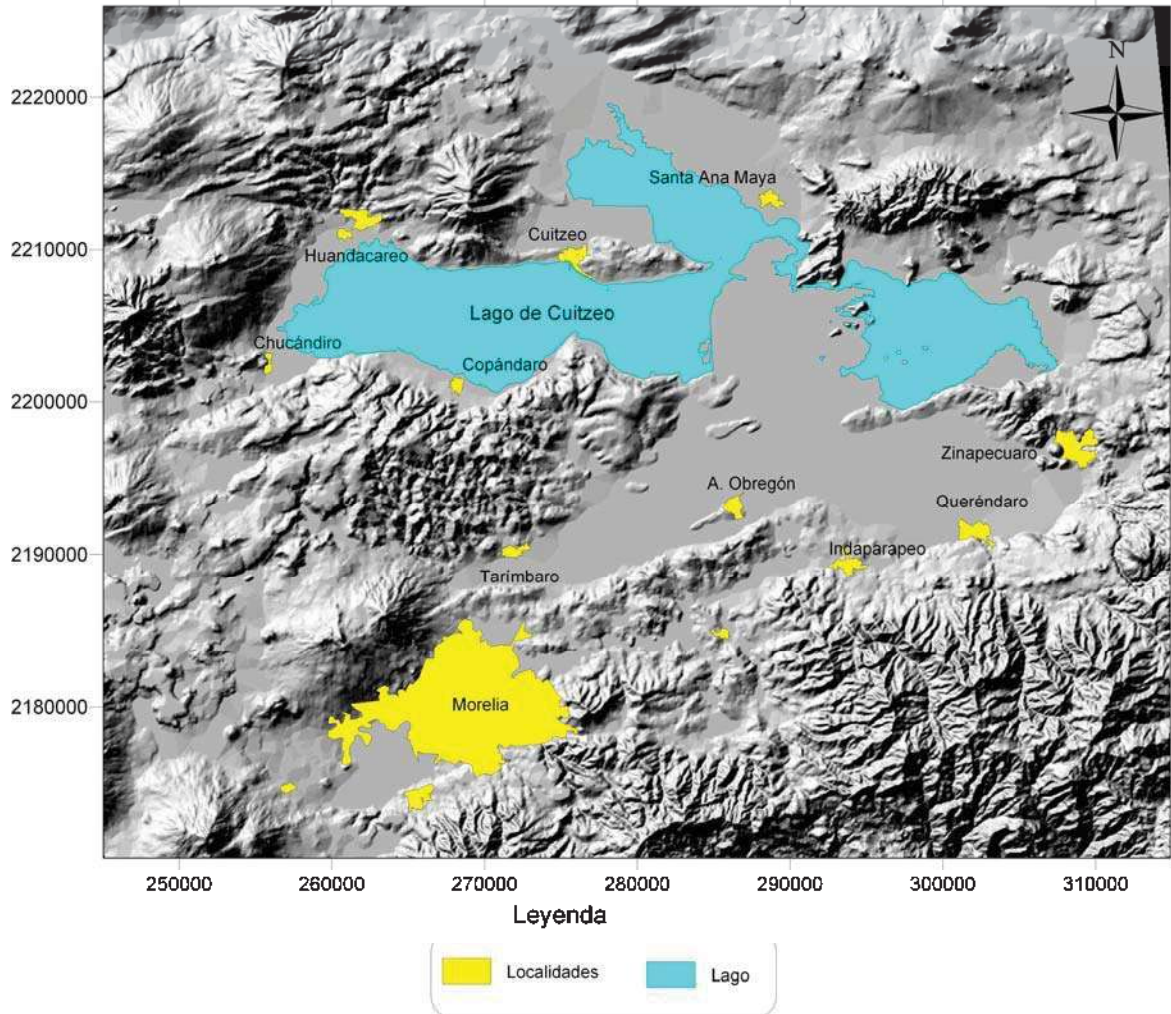 N
2220000
2210000
2200000
2190000
2180000
Santa Ana Maya
Cuitzeo
Huandacareo
Lago de Cuitzeo
Chucándiro
Copándaro
Zinapecuaro
A. Obregón
Queréndaro
Indaparapeo
Tarimbaro
Morelia
250000 260000 270000 280000 290000 300000 310000
Leyenda
Localidades Lago